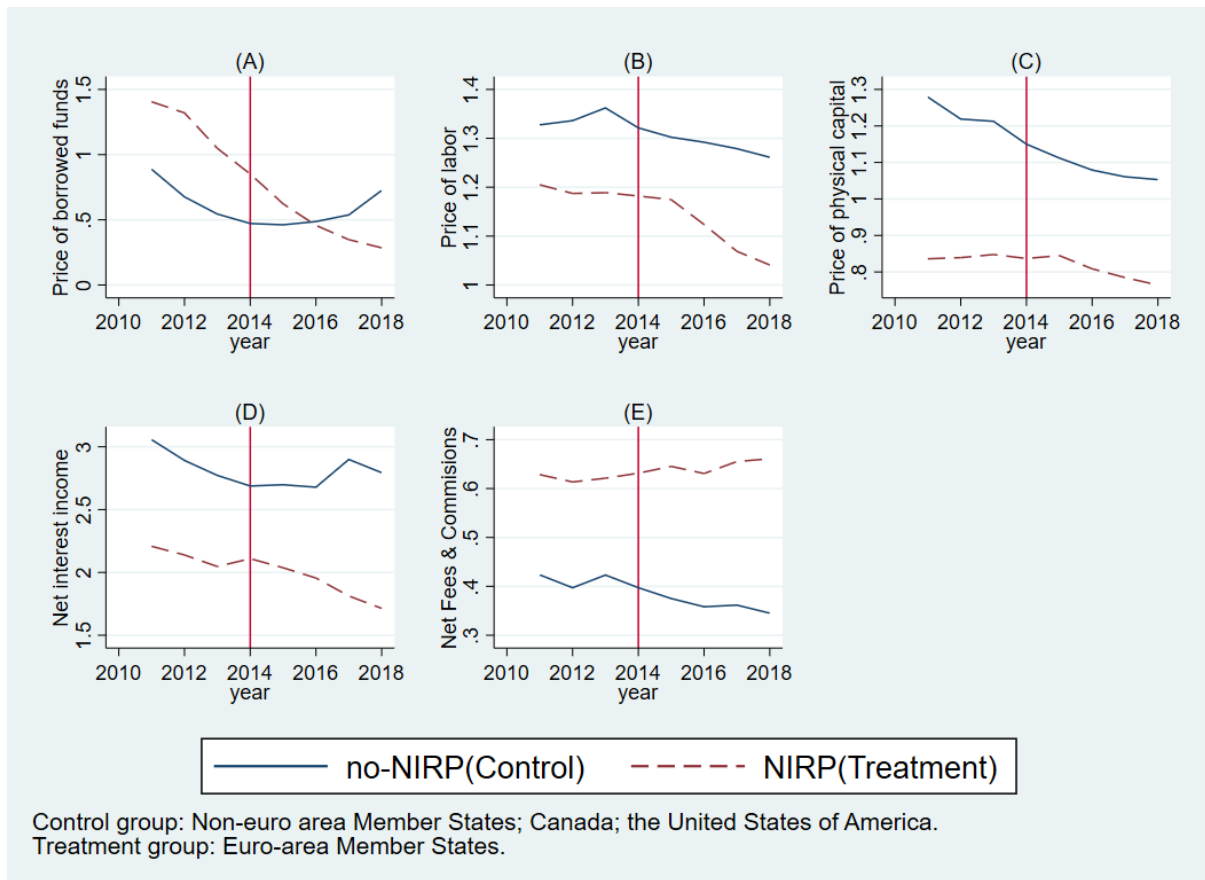 (A)
Price of borrowed funds
0
.5
1
1.5
2010 2012 2014 2016 2018
year
(B)
Price of labor
1
1.1
1.2
1.3
1.4
2010 2012 2014 2016 2018
year
(C)
Price of physical capital
.8
.9
1
1.1
1.2
1.3
2010 2012 2014 2016 2018
year
(D)
Net interest income
1.5
2
2.5
3
2010 2012 2014 2016 2018
year
(E)
Net Fees & Commisions
.3
.4
.5
.6
.7
2010 2012 2014 2016 2018
year
no-NIRP(Control) NIRP(Treatment)
Control group: Non-euro area Member States; Canada; the United States of America.
Treatment group: Euro-area Member States.